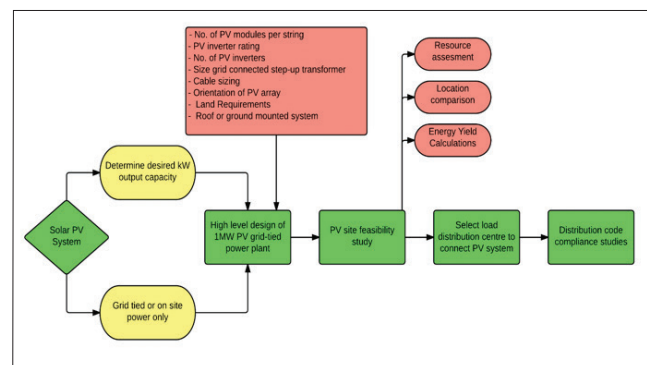 - No. of PV modules per string
- PV inverter rating
- No. of PV inverters
- Size grid connected step-up transformer
- Cable sizing
- Orientation of PV array
- Land Requirements
- Roof or ground mounted system
Resource
assesment
Location
comparison
Energy Yield
Calculations
Determine desired kW
output capacity
Solar PV
System
High level design of
1MW PV grid-tied
power plant
PV site feasibility
study
Select load
distribution centre to
connect PV system
Distribution code
compliance studies
Grid tied or on site
power only